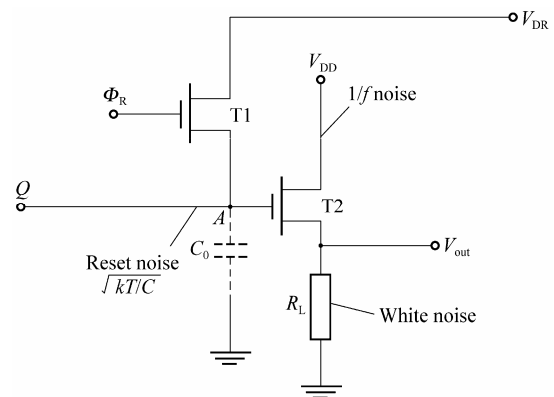 V_DR
V_DD
Φ_R
1/f noise
T1
Q
T2
A
C_0
V_out
Reset noise
√kT/C
R_L
White noise